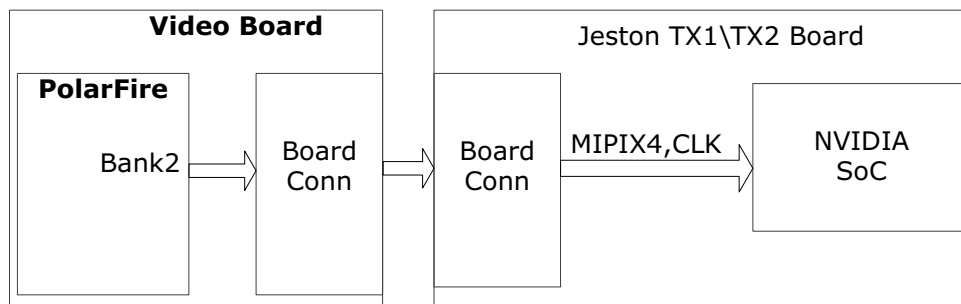 Video Board
Jeston TX1\TX2 Board
PolarFire
Bank2
Board
Conn
Board
Conn
MIPIX4,CLK
NVIDIA
SoC